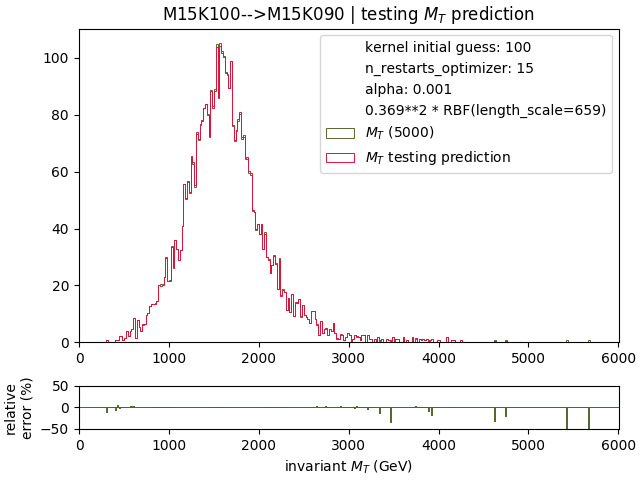 M15K100-->M15K090 | testing M_T prediction
kernel initial guess: 100
n_restarts_optimizer: 15
alpha: 0.001
0.369**2 * RBF(length_scale=659)
M_T (5000)
M_T testing prediction
100
80
60
40
20
0
0 1000 2000 3000 4000 5000 6000
relative
error (%)
50
0
−50
0 1000 2000 3000 4000 5000 6000
invariant M_T (GeV)